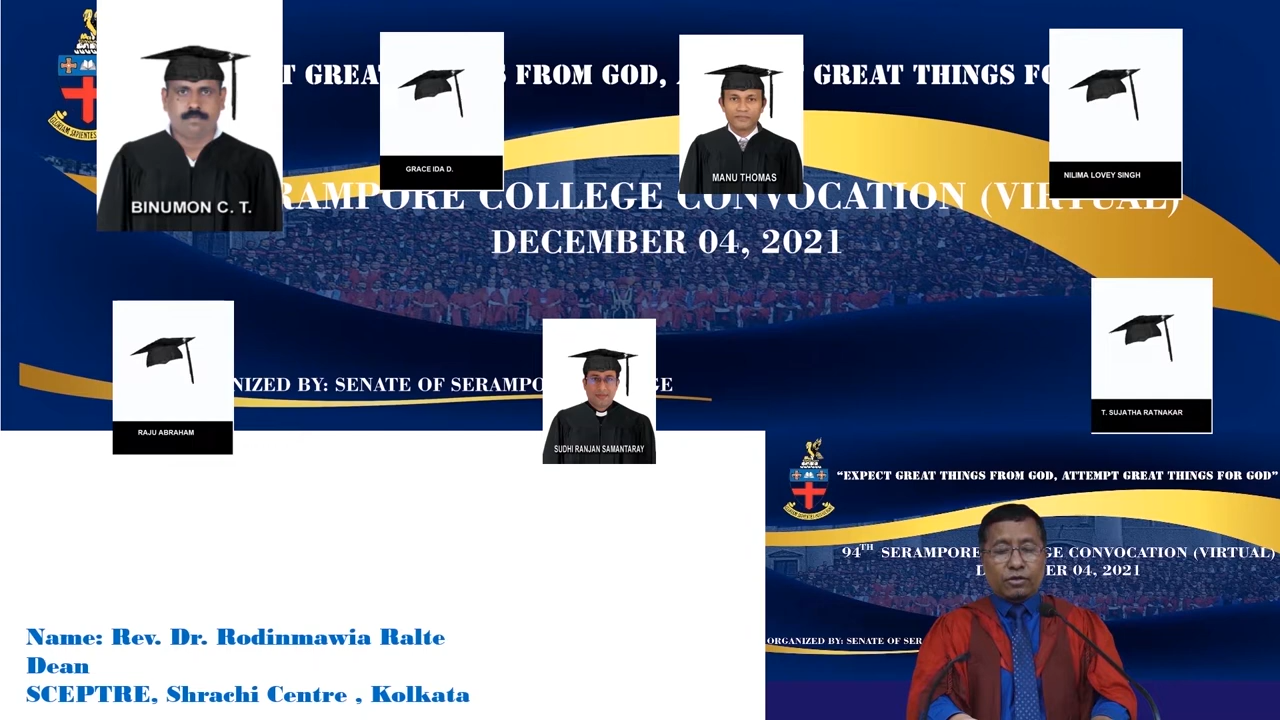 T GREA S FROM GOD, A T GREAT THINGS FO
BINUMON C. T.
GRACE IDA D.
MANU THOMAS
NILIMA LOVEY SINGH
RAMPORE COLLEGE CONVOCATION (VIRTUAL)
DECEMBER 04, 2021
NIZED BY: SENATE OF SERAMPO GE
RAJU ABRAHAM
SUDHI RANJAN SAMANTARAY
T. SUJATHA RATNAKAR
“EXPECT GREAT THINGS FROM GOD, ATTEMPT GREAT THINGS FOR GOD”
94TH SERAMPORE GE CONVOCATION (VIRTUAL)
D ER 04, 2021
ORGANIZED BY: SENATE OF SER
Name: Rev. Dr. Rodinmawia Ralte
Dean
SCEPTRE, Shrachi Centre , Kolkata